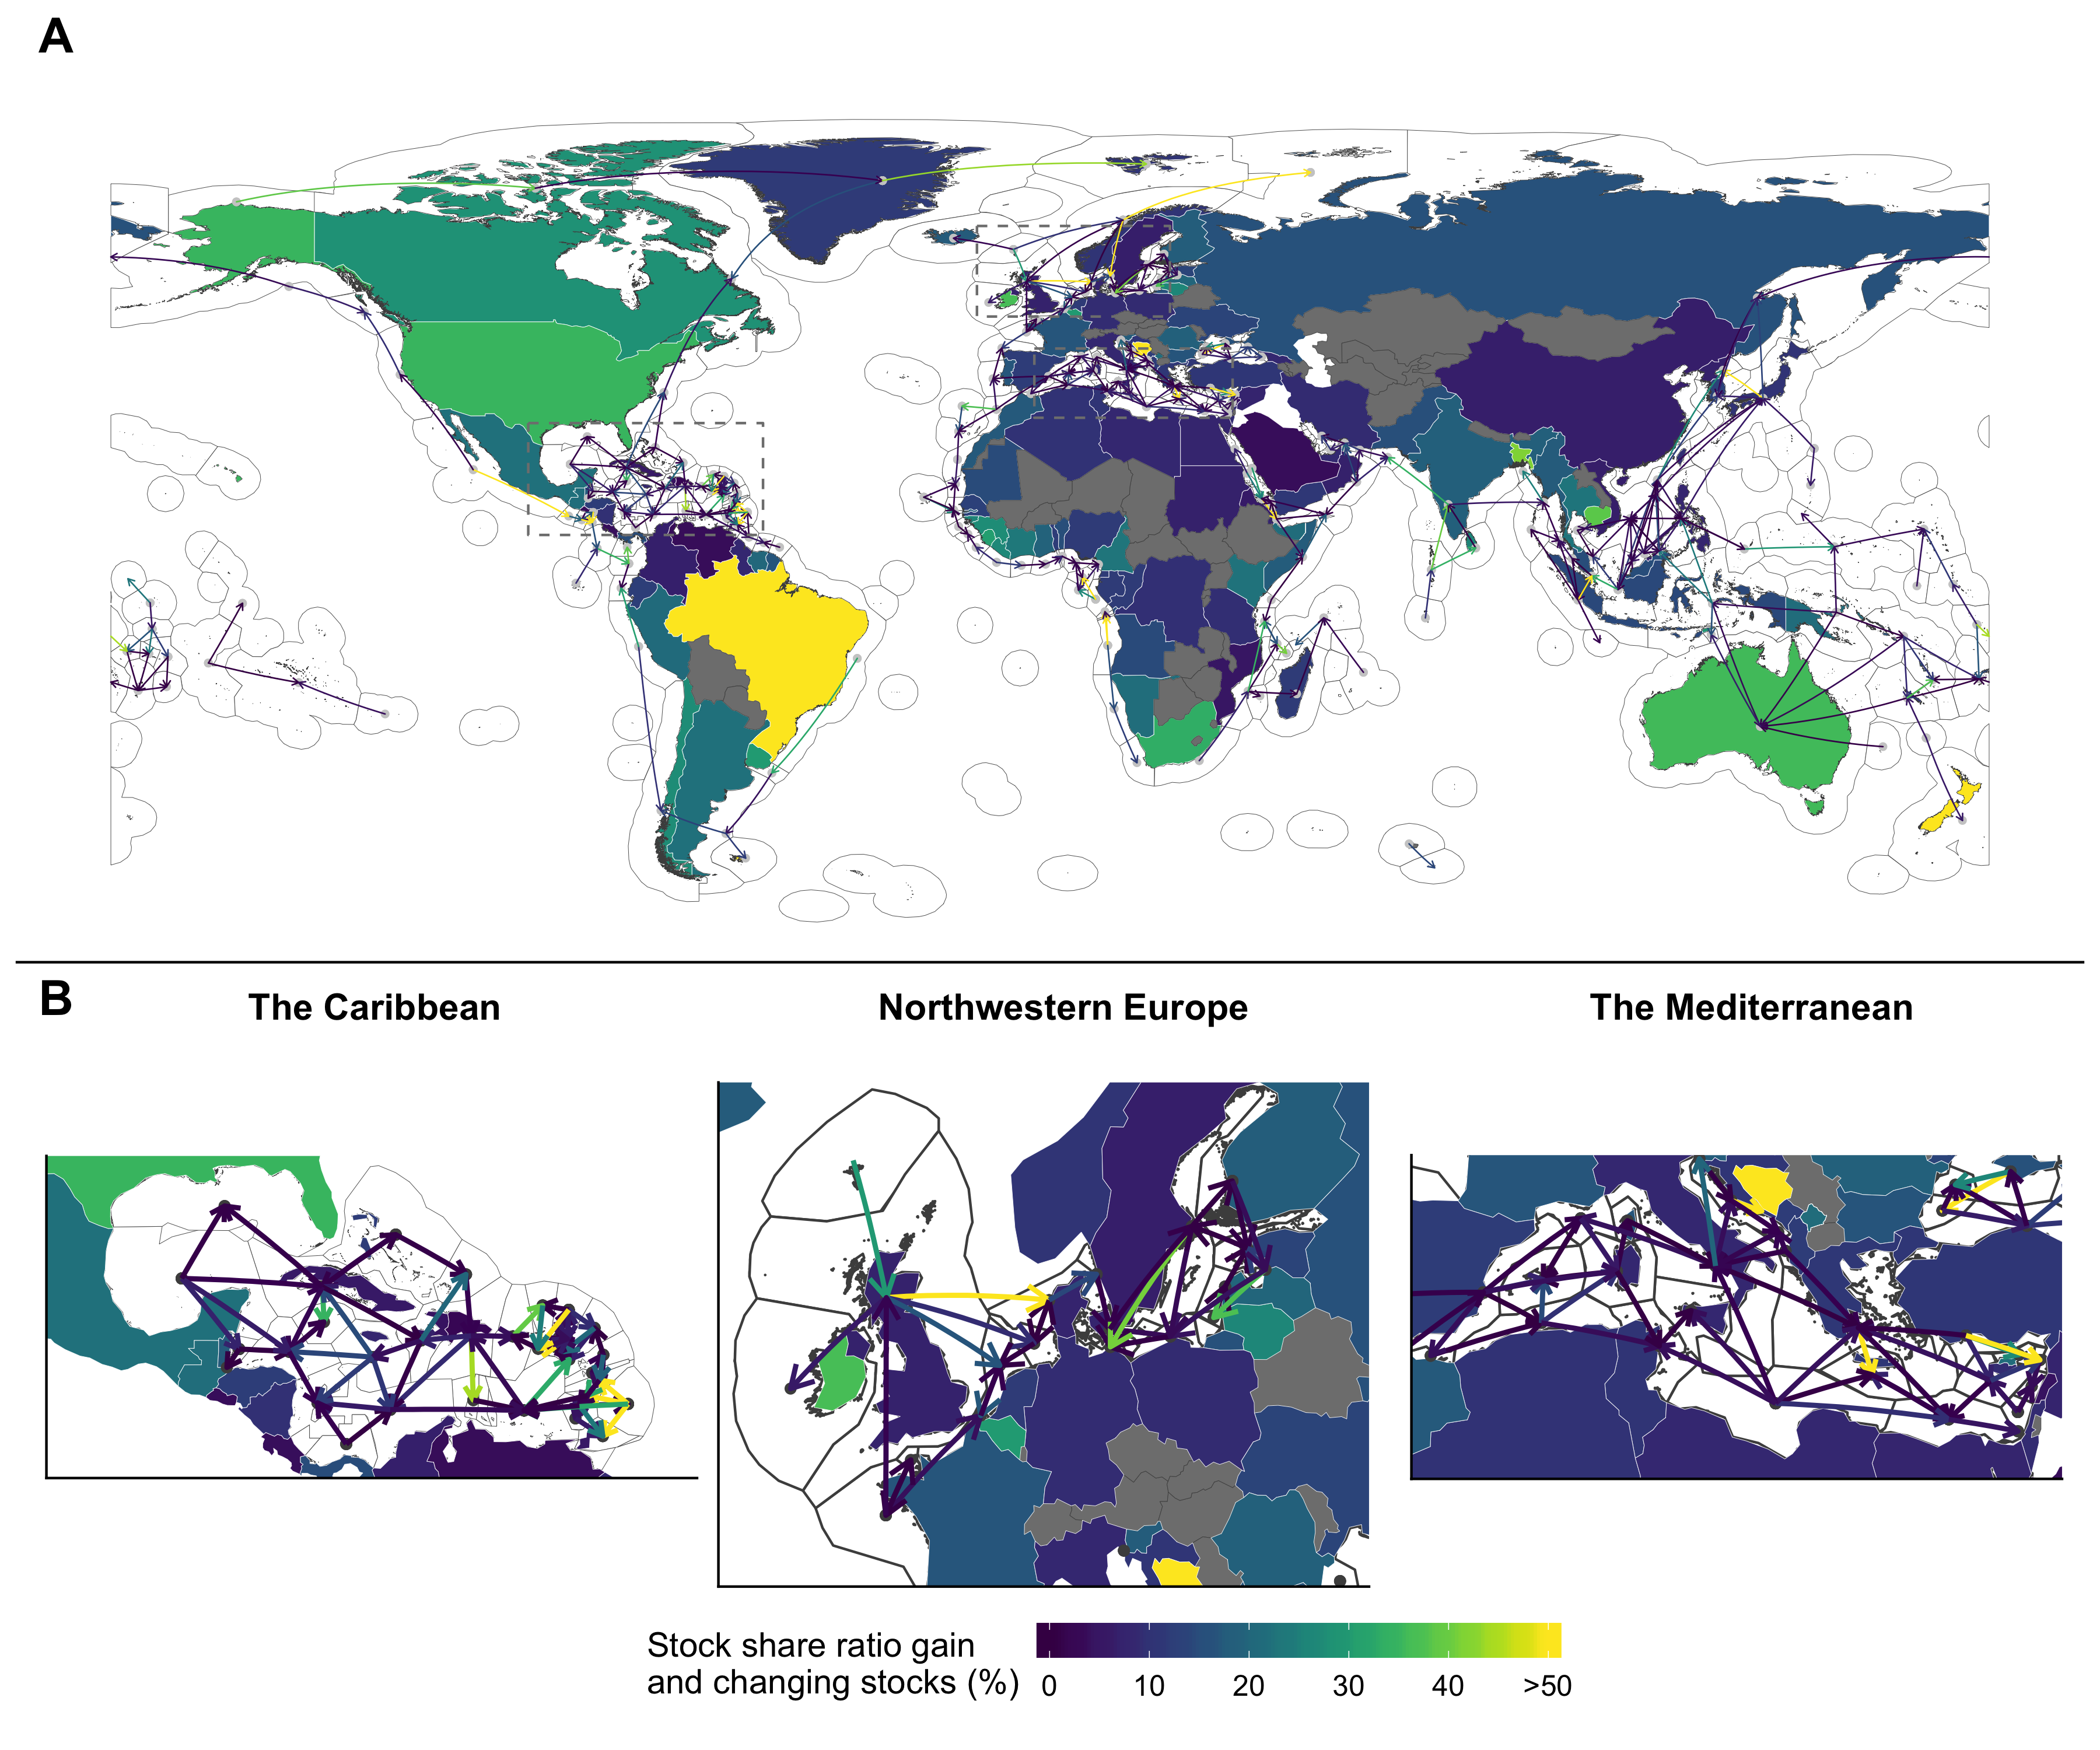 A
B
The Caribbean
Northwestern Europe
The Mediterranean
Stock share ratio gain
and changing stocks (%)
0 10 20 30 40 >50